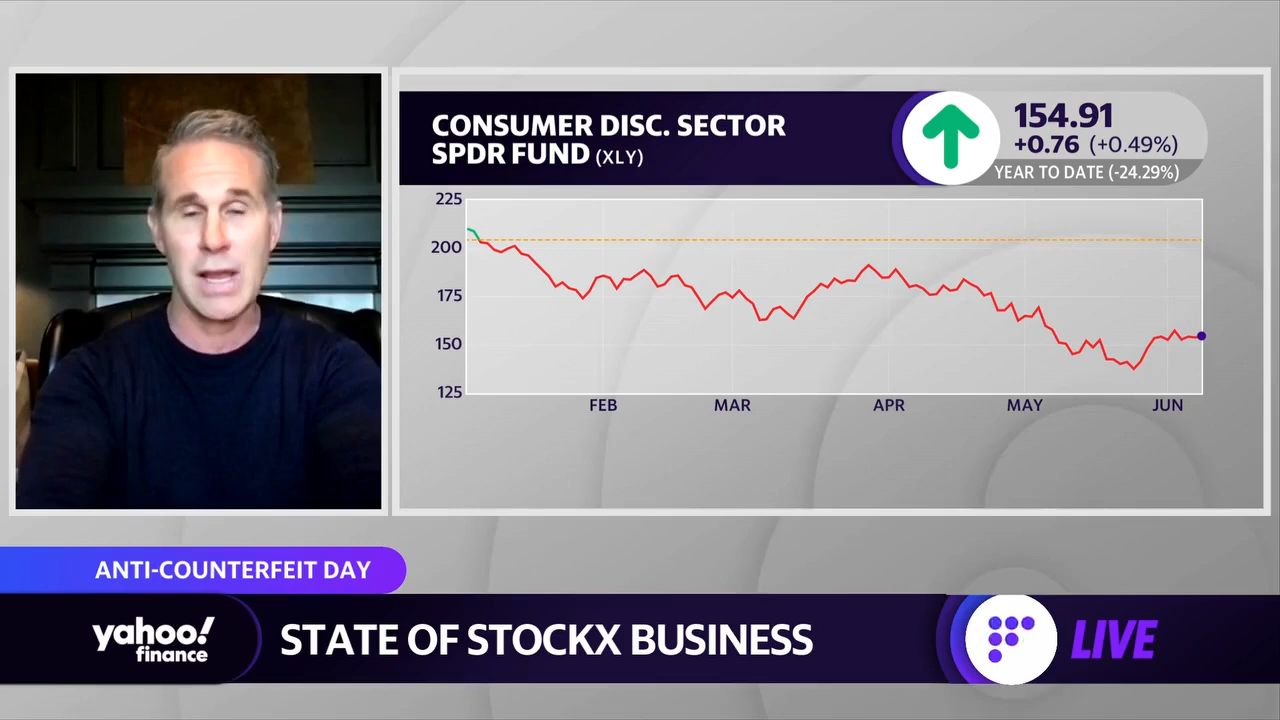 CONSUMER DISC. SECTOR
SPDR FUND (XLY)
154.91
+0.76 (+0.49%)
YEAR TO DATE (-24.29%)
225
200
175
150
125
FEB MAR APR MAY JUN
ANTI-COUNTERFEIT DAY
yahoo!
finance
STATE OF STOCKX BUSINESS
LIVE